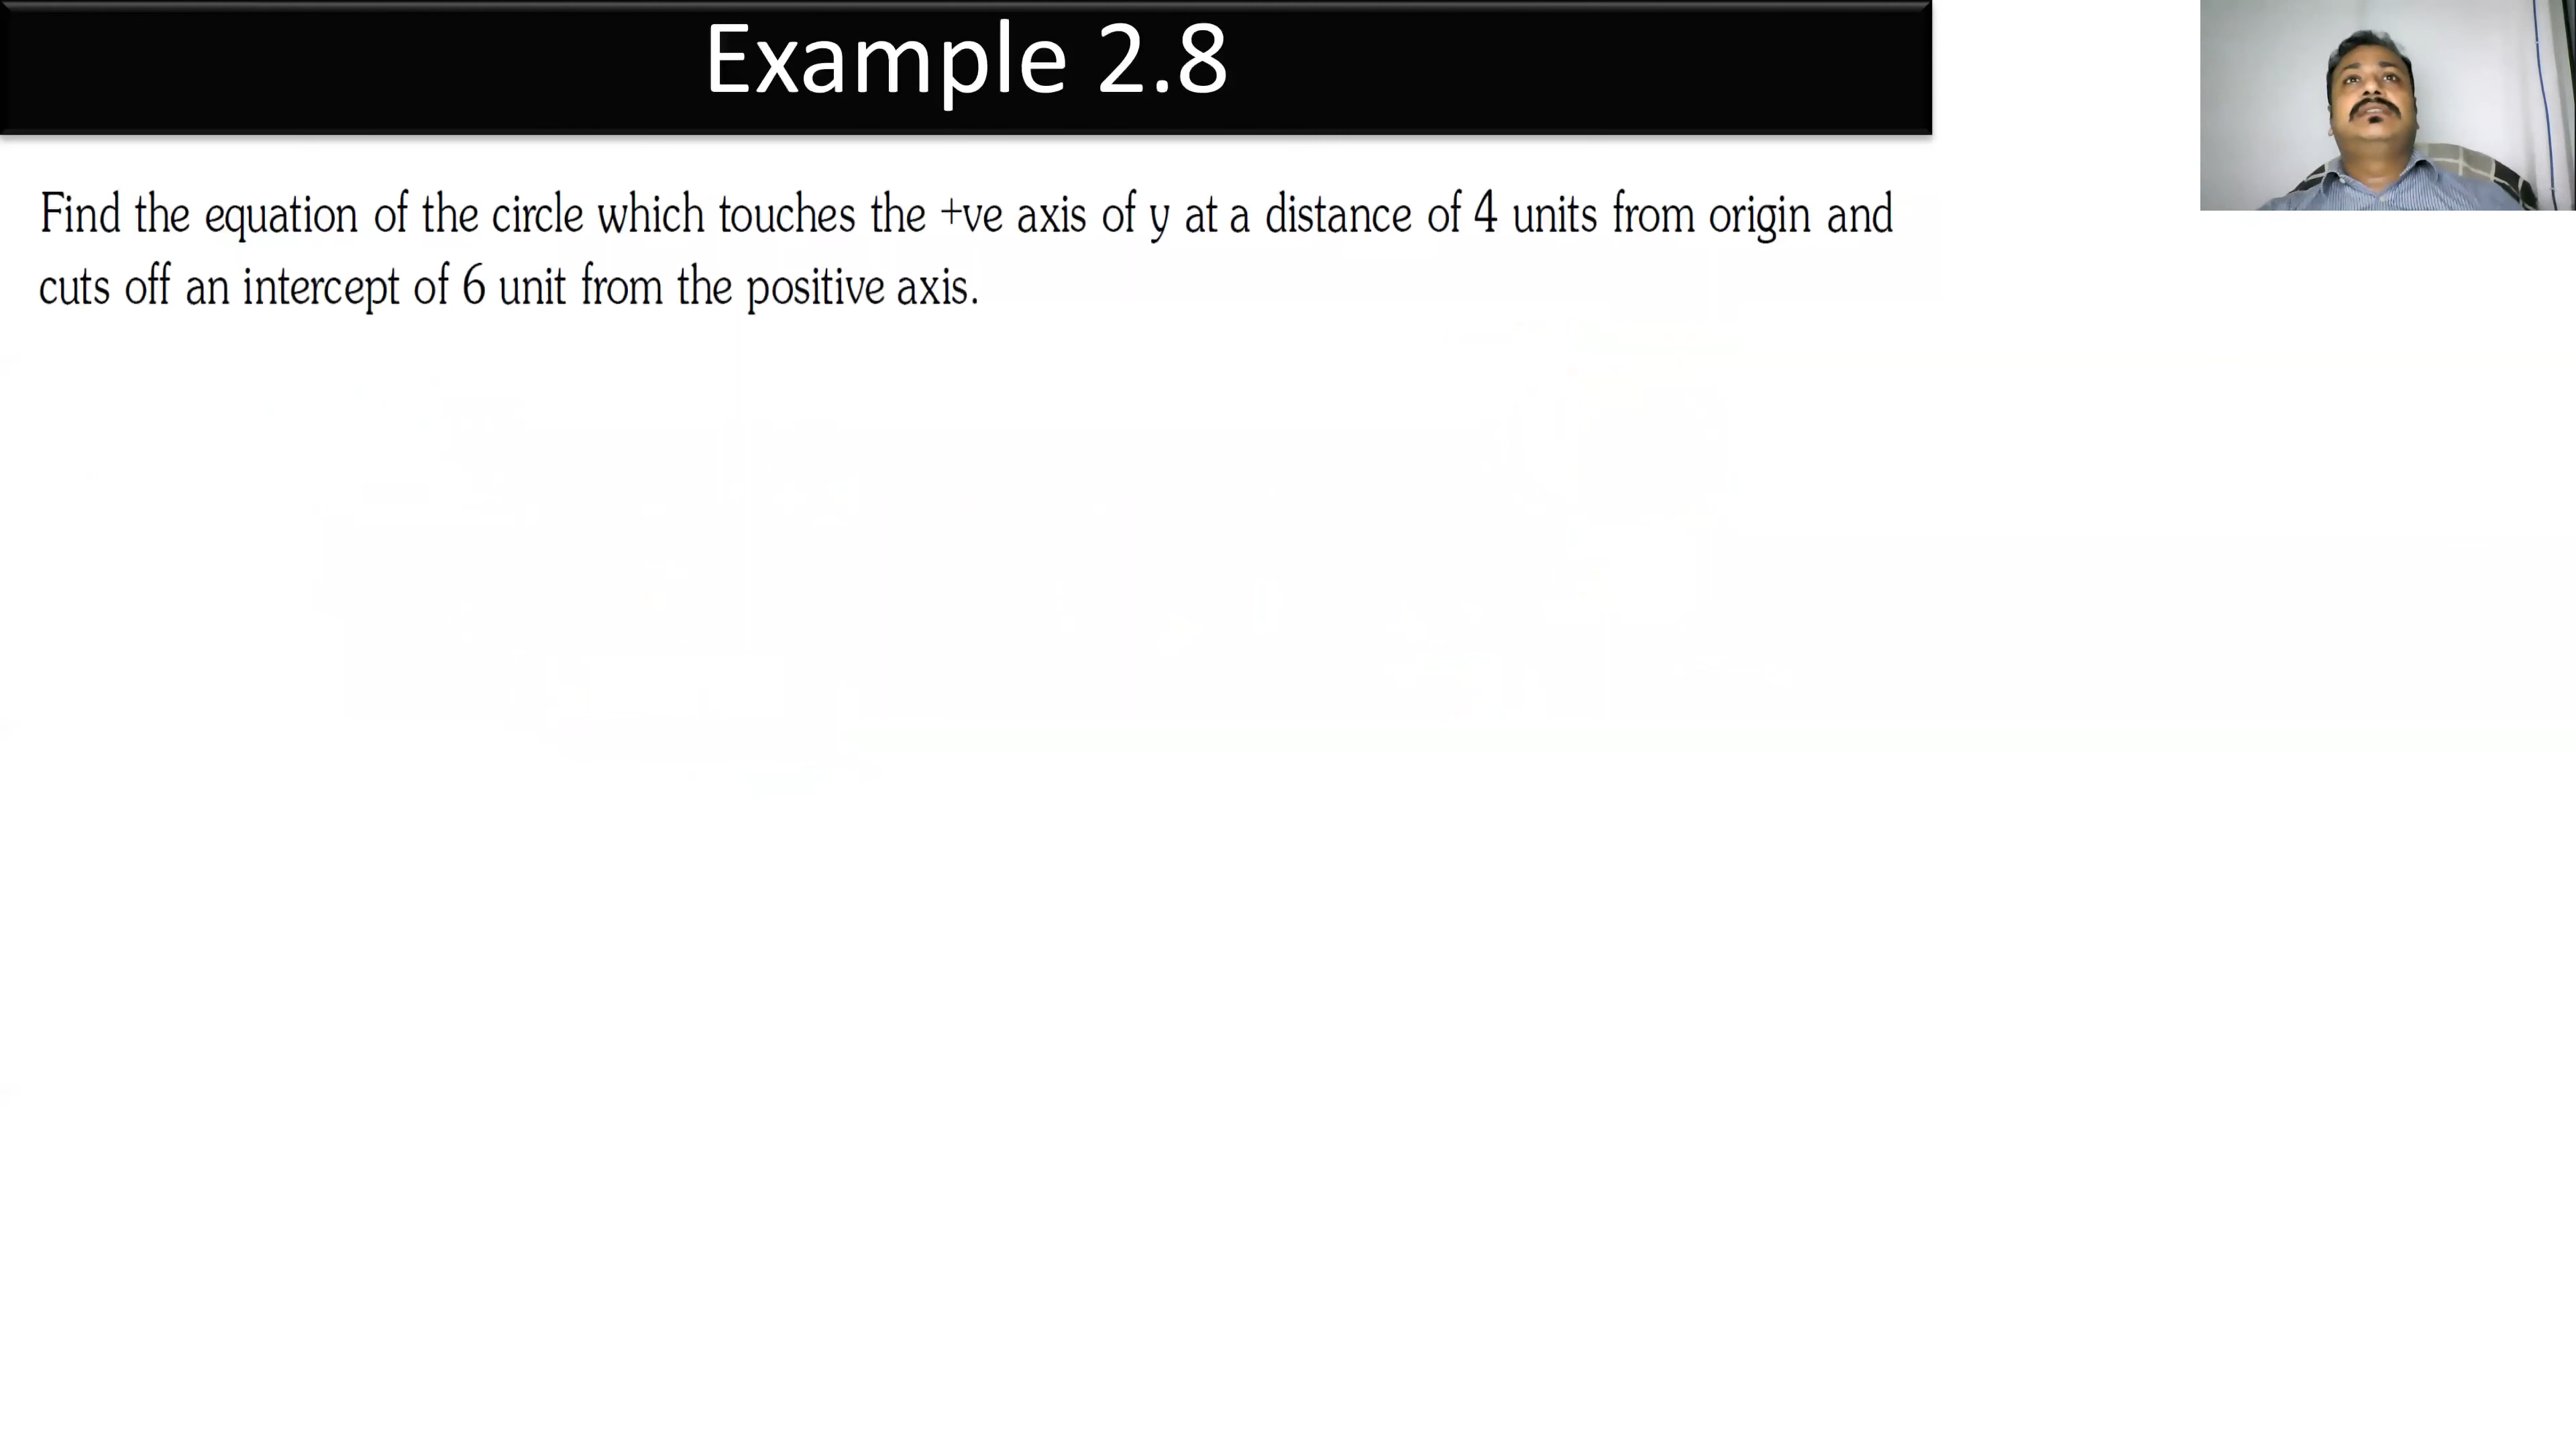 Example 2.8
Find the equation of the circle which touches the +ve axis of y at a distance of 4 units from origin and
cuts off an intercept of 6 unit from the positive axis.